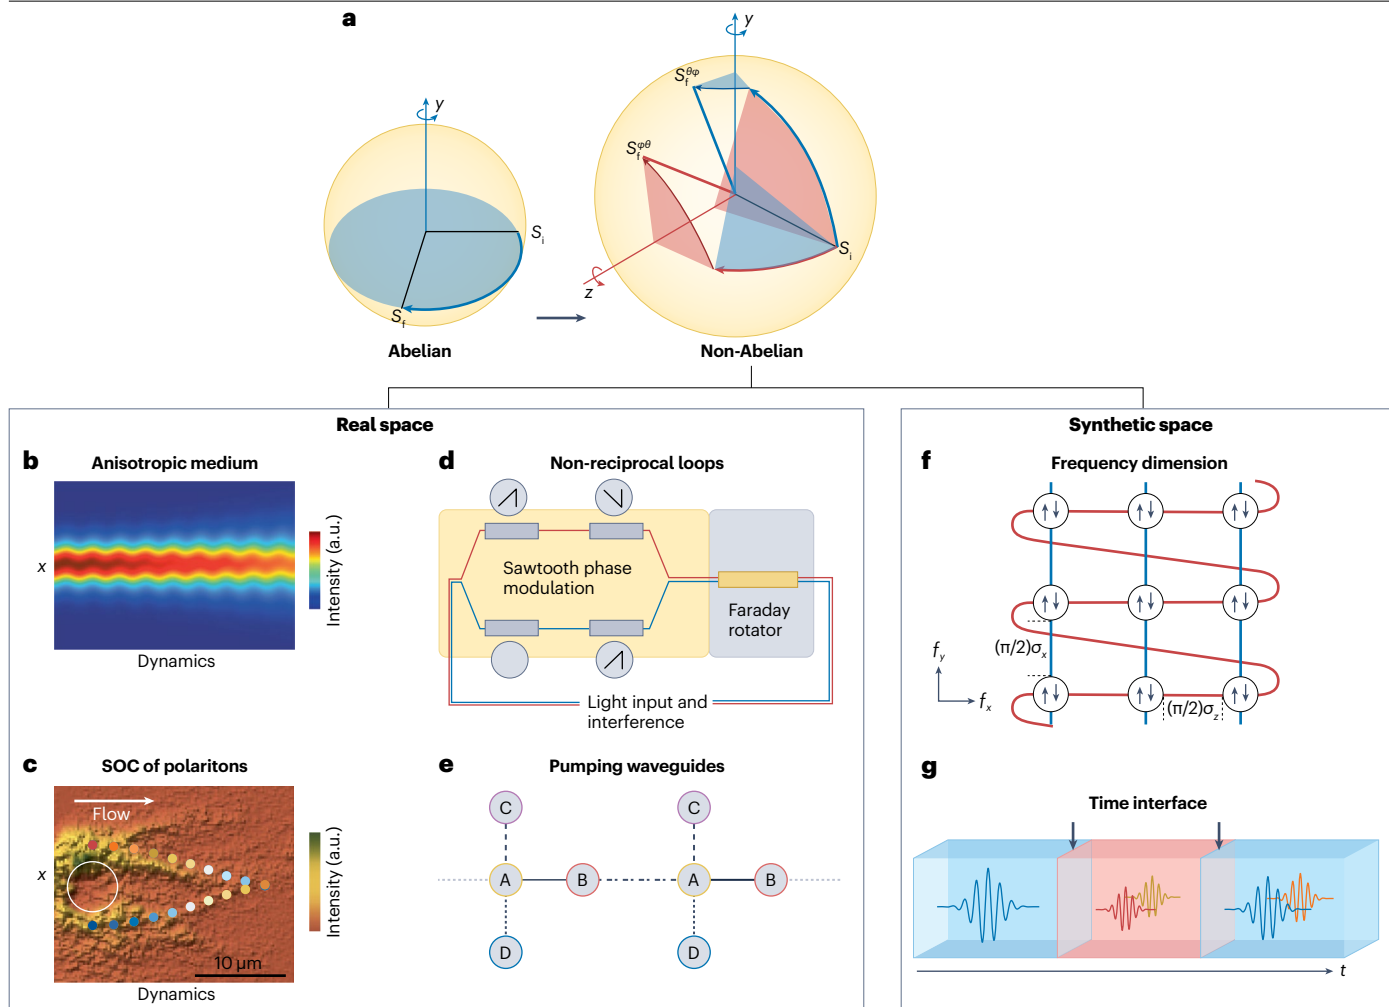 a
y
S_i
S_f
Abelian
y
S_f^θφ
S_f^φθ
S_i
z
Non-Abelian
Real space
b
Anisotropic medium
x
Dynamics
Intensity (a.u.)
c
SOC of polaritons
Flow
x
10 μm
Dynamics
Intensity (a.u.)
d
Non-reciprocal loops
Sawtooth phase
modulation
Faraday
rotator
Light input and
interference
e
Pumping waveguides
C
C
A
B
A
B
D
D
Synthetic space
f
Frequency dimension
(π/2)σ_x
(π/2)σ_z
f_y
f_x
g
Time interface
t